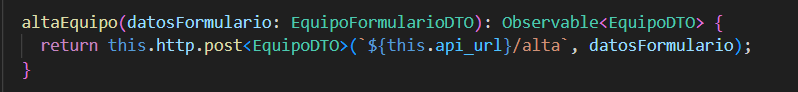 altaEquipo(datosFormulario: EquipoFormularioDTO): Observable<EquipoDTO> {
  return this.http.post<EquipoDTO>(`${this.api_url}/alta`, datosFormulario);
}